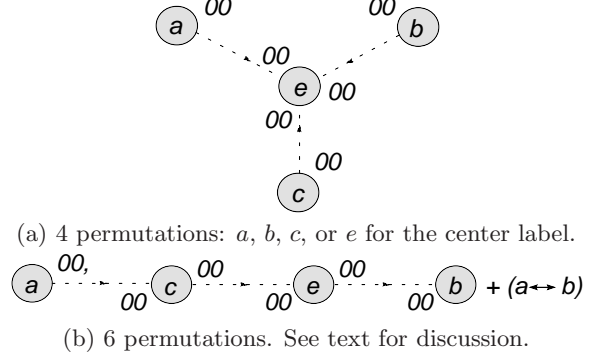 00 00
a b
00
e 00
00
00
c
(a) 4 permutations: a, b, c, or e for the center label.
00, 00 00
a c e b + (a↔b)
00 00 00
(b) 6 permutations. See text for discussion.